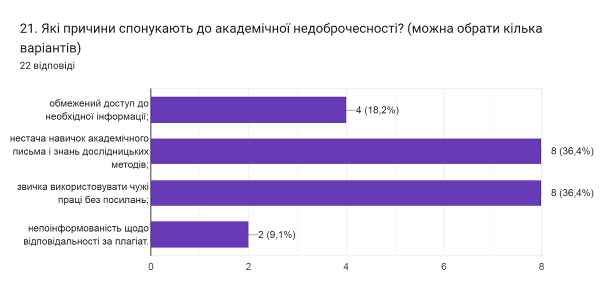 21. Які причини спонукають до академічної недоброчесності? (можна обрати кілька
варіантів)
22 відповіді
обмежений доступ до
необхідної інформації;
4 (18,2%)
нестача навичок академічного
письма і знань дослідницьких
методів;
8 (36,4%)
звичка використовувати чужі
праці без посилань;
8 (36,4%)
непоінформованість щодо
відповідальності за плагіат.
2 (9,1%)
0 2 4 6 8